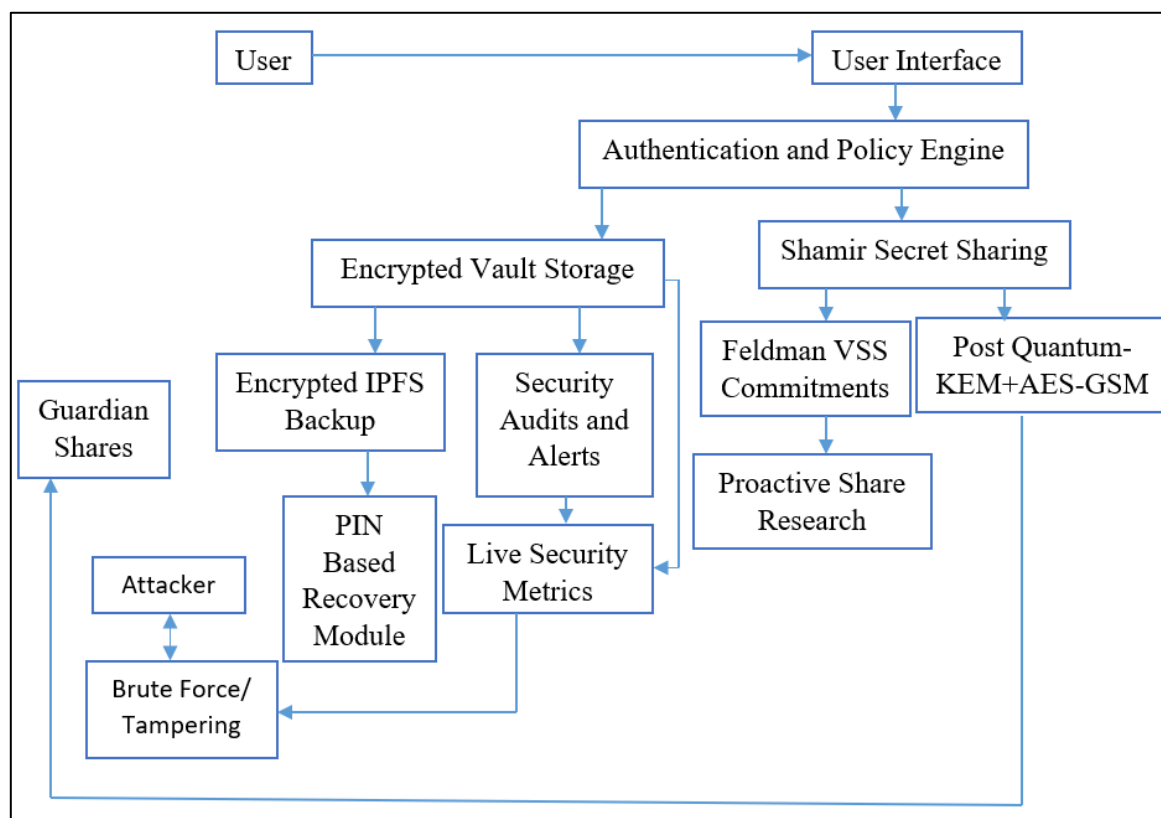 User
User Interface
Authentication and Policy Engine
Encrypted Vault Storage
Shamir Secret Sharing
Guardian
Shares
Encrypted IPFS
Backup
Security
Audits and
Alerts
Feldman VSS
Commitments
Post Quantum-
KEM+AES-GSM
PIN
Based
Recovery
Module
Live Security
Metrics
Proactive Share
Research
Attacker
Brute Force/
Tampering